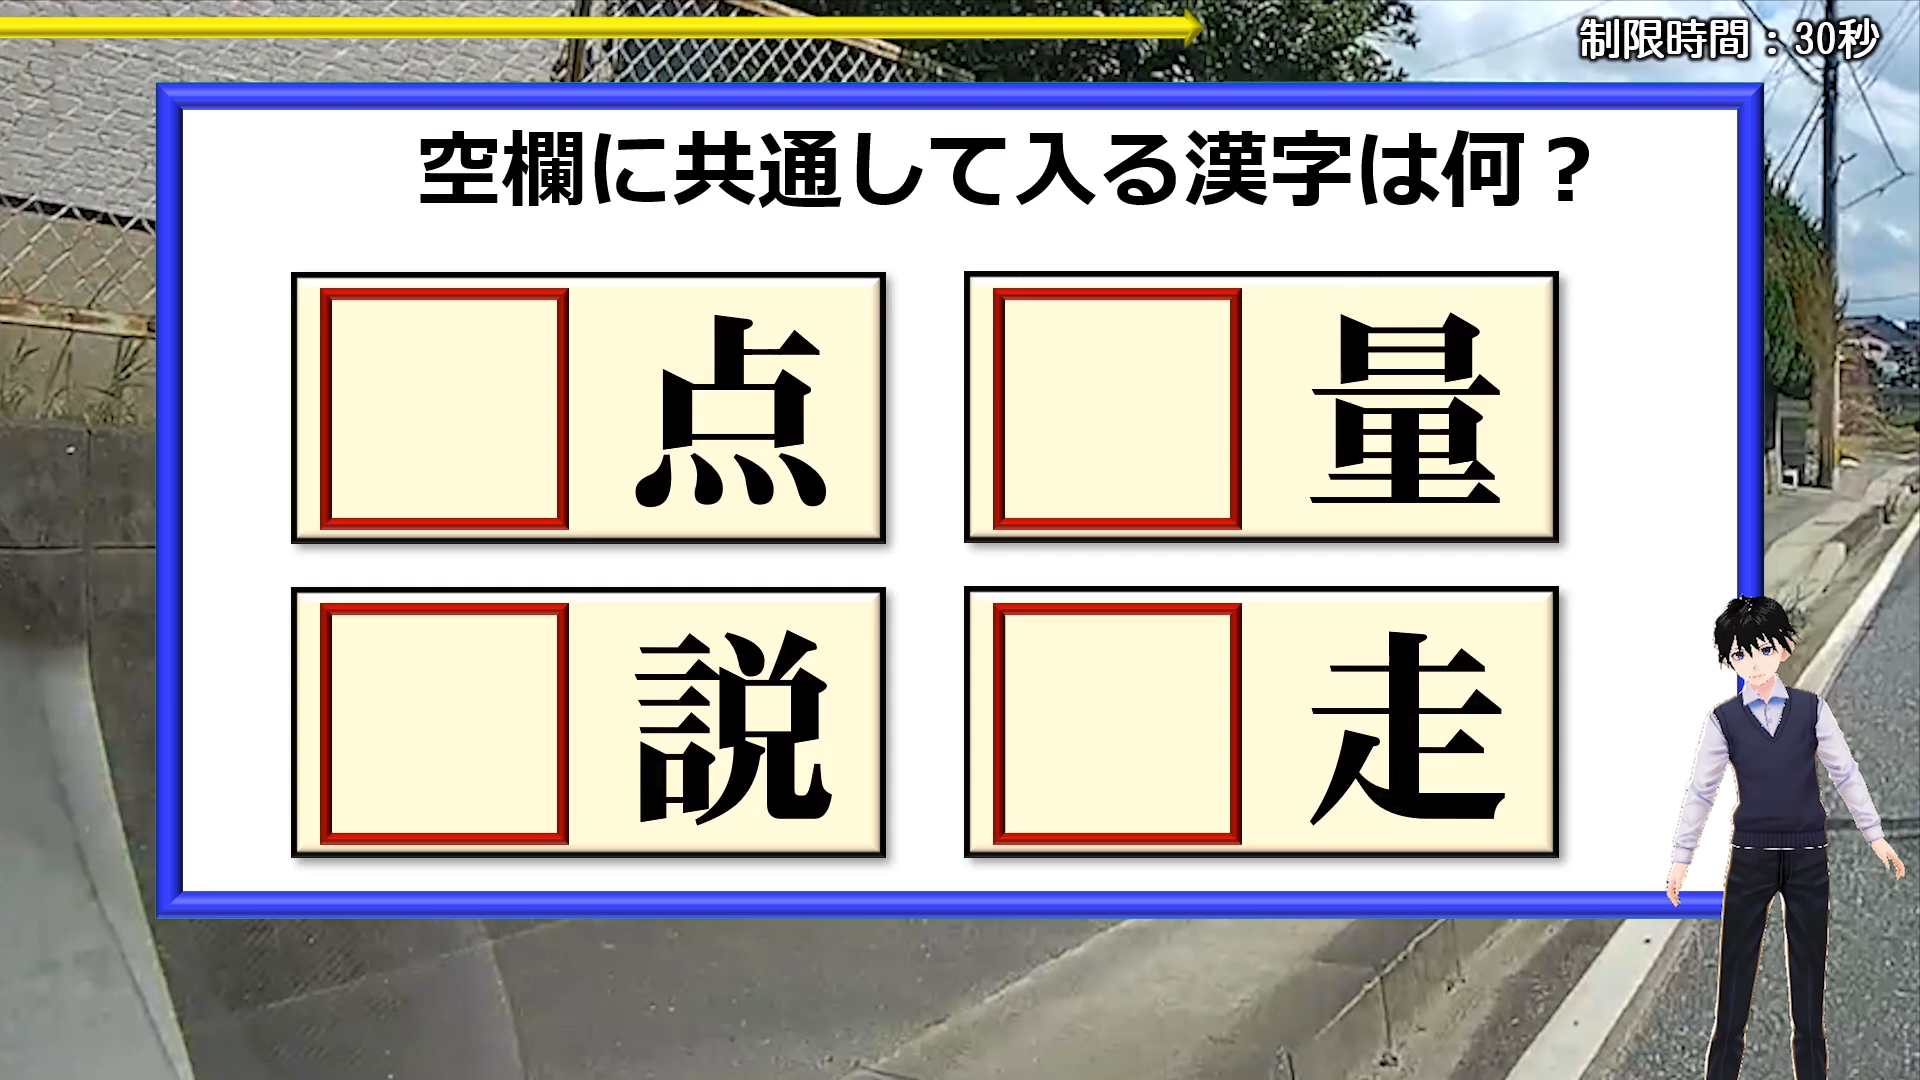 制限時間：30秒
空欄に共通して入る漢字は何？
点
量
説
走